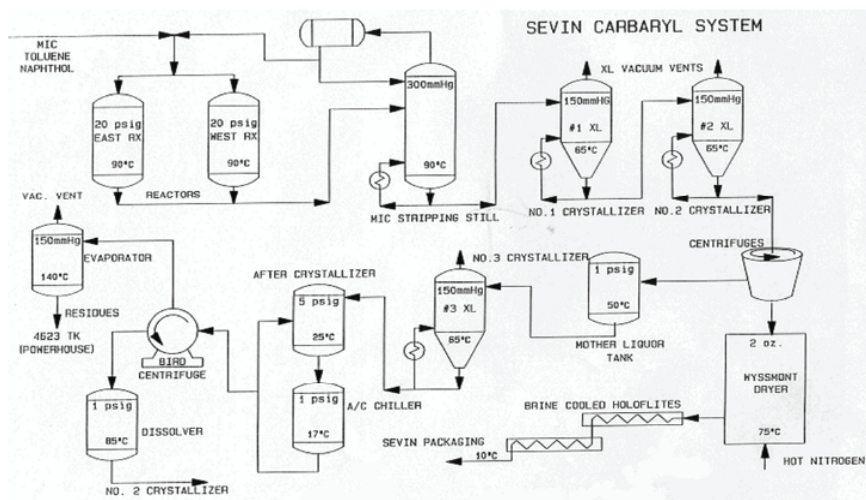 SEVIN CARBARYL SYSTEM
MIC
TOLUENE
NAPHTHOL
20 psig
EAST RX
90°C
20 psig
WEST RX
90°C
REACTORS
300mmHg
90°C
MIC STRIPPING STILL
XL VACUUM VENTS
150mmHG
#1 XL
65°C
NO.1 CRYSTALLIZER
150mmHg
#2 XL
65°C
NO.2 CRYSTALLIZER
CENTRIFUGES
VAC. VENT
150mmHg
140°C
EVAPORATOR
RESIDUES
4623 TK
(POWERHOUSE)
BIRD
CENTRIFUGE
1 psig
85°C
DISSOLVER
NO. 2 CRYSTALLIZER
AFTER CRYSTALLIZER
5 psig
25°C
1 psig
17°C
A/C CHILLER
NO.3 CRYSTALLIZER
150mmHg
#3 XL
65°C
1 psig
50°C
MOTHER LIQUOR
TANK
2 oz.
WYSSMONT
DRYER
75°C
HOT NITROGEN
BRINE COOLED HOLOFLITES
SEVIN PACKAGING
10°C